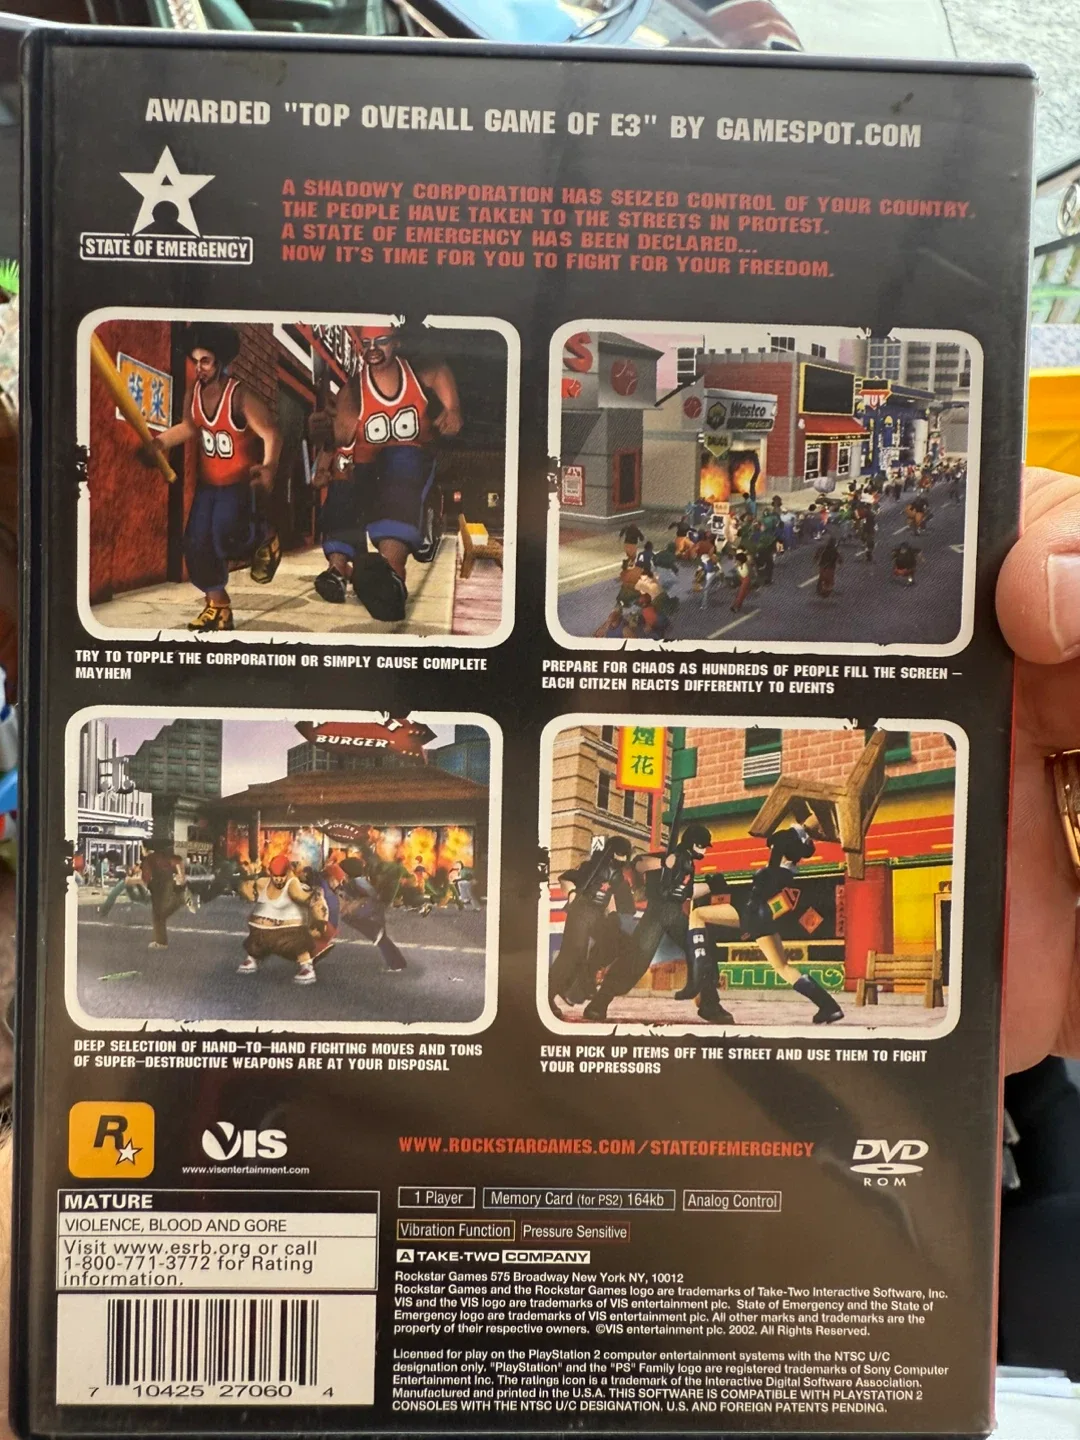 AWARDED "TOP OVERALL GAME OF E3" BY GAMESPOT.COM
STATE OF EMERGENCY
A SHADOWY CORPORATION HAS SEIZED CONTROL OF YOUR COUNTRY.
THE PEOPLE HAVE TAKEN TO THE STREETS IN PROTEST.
A STATE OF EMERGENCY HAS BEEN DECLARED...
NOW IT'S TIME FOR YOU TO FIGHT FOR YOUR FREEDOM.
00
00
Westco
DRUGS
TRY TO TOPPLE THE CORPORATION OR SIMPLY CAUSE COMPLETE
MAYHEM
PREPARE FOR CHAOS AS HUNDREDS OF PEOPLE FILL THE SCREEN –
EACH CITIZEN REACTS DIFFERENTLY TO EVENTS
BURGER
煙
花
DEEP SELECTION OF HAND–TO–HAND FIGHTING MOVES AND TONS
OF SUPER–DESTRUCTIVE WEAPONS ARE AT YOUR DISPOSAL
EVEN PICK UP ITEMS OFF THE STREET AND USE THEM TO FIGHT
YOUR OPPRESSORS
R
VIS
www.visentertainment.com
WWW.ROCKSTARGAMES.COM/STATEOFEMERGENCY
DVD
ROM
MATURE
VIOLENCE, BLOOD AND GORE
Visit www.esrb.org or call
1-800-771-3772 for Rating
information.
1 Player
Memory Card (for PS2) 164kb
Analog Control
Vibration Function
Pressure Sensitive
A TAKE-TWO COMPANY
Rockstar Games 575 Broadway New York NY, 10012
Rockstar Games and the Rockstar Games logo are trademarks of Take-Two Interactive Software, Inc.
VIS and the VIS logo are trademarks of VIS entertainment plc. State of Emergency and the State of
Emergency logo are trademarks of VIS entertainment plc. All other marks and trademarks are the
property of their respective owners. ©VIS entertainment plc. 2002. All Rights Reserved.
Licensed for play on the PlayStation 2 computer entertainment systems with the NTSC U/C
designation only. "PlayStation" and the "PS" Family logo are registered trademarks of Sony Computer
Entertainment Inc. The ratings icon is a trademark of the Interactive Digital Software Association.
Manufactured and printed in the U.S.A. THIS SOFTWARE IS COMPATIBLE WITH PLAYSTATION 2
CONSOLES WITH THE NTSC U/C DESIGNATION. U.S. AND FOREIGN PATENTS PENDING.
7 10425 27060 4